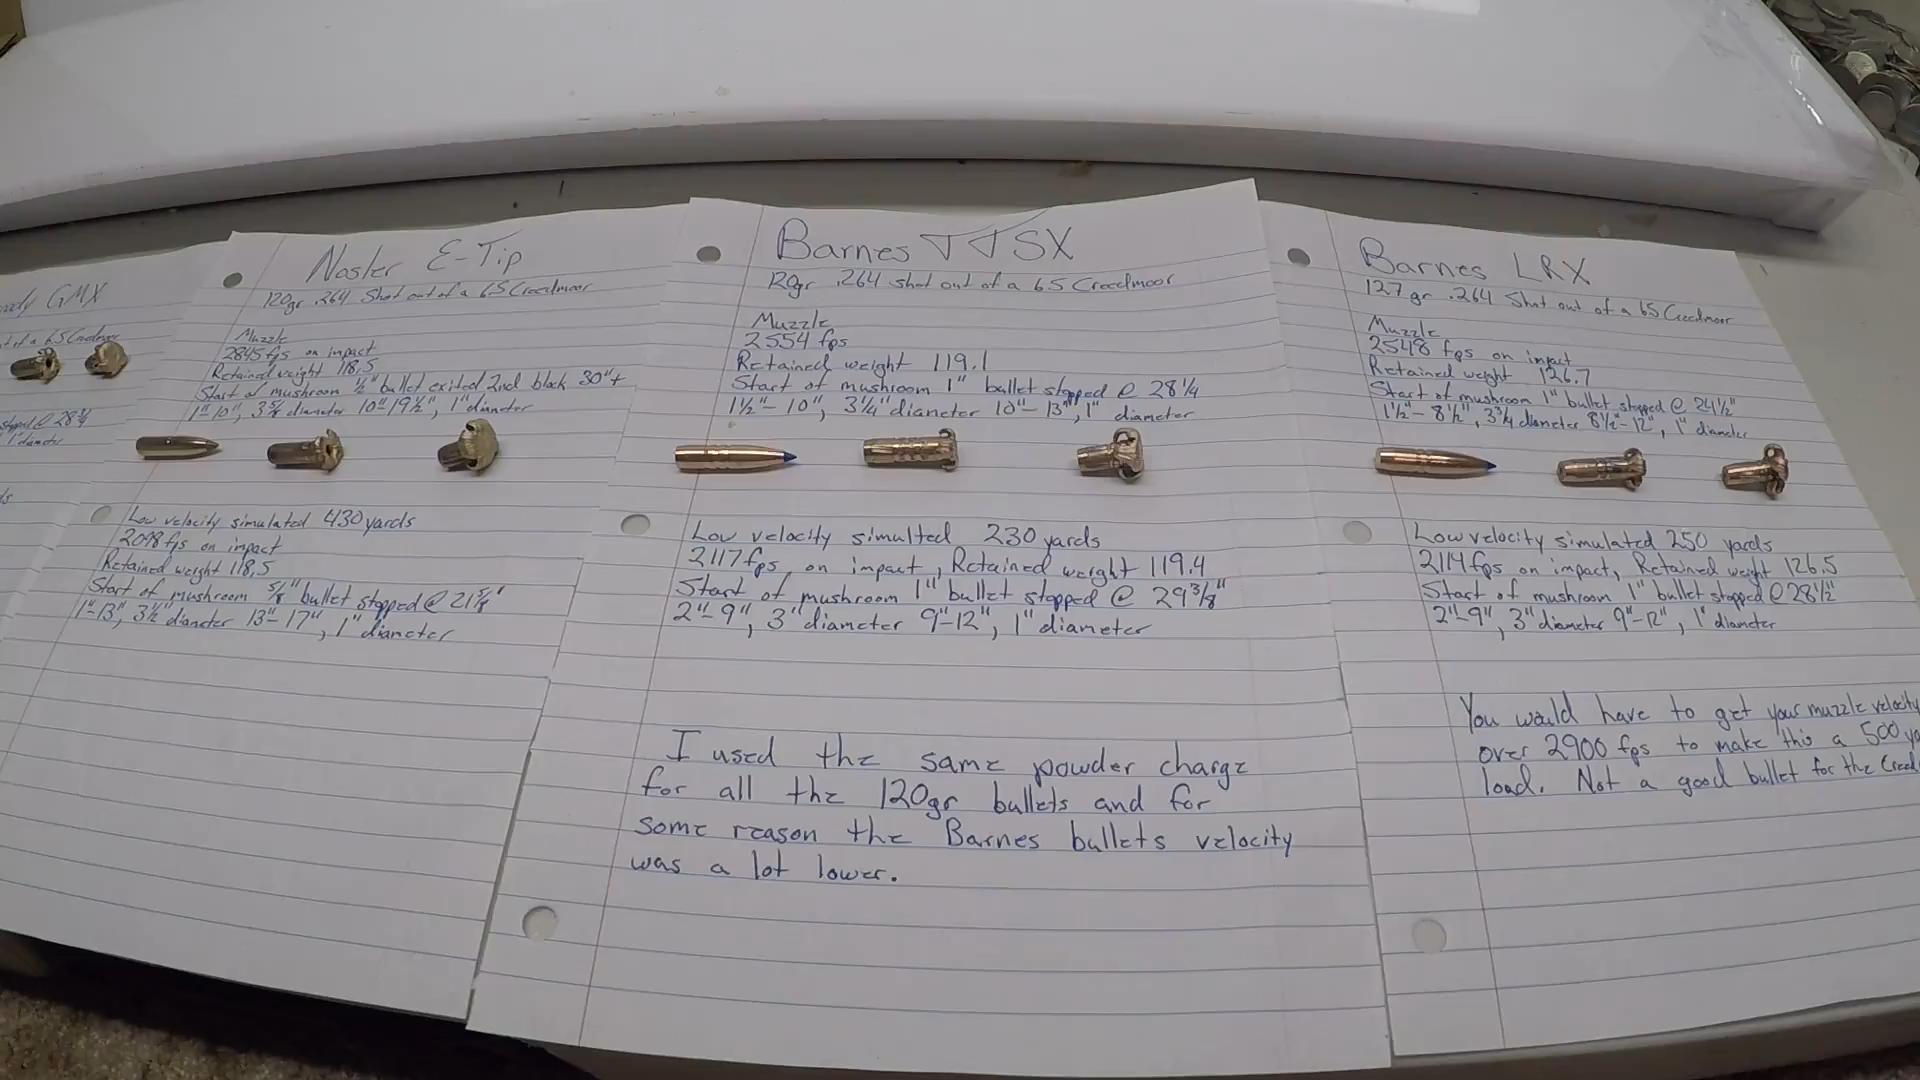 GMX
28 3/4
1" diameter
Nosler E-Tip
120gr .264 Shot out of a 6.5 Creedmoor
Muzzle
2845 fps on impact
Retained weight 118.5
Start of mushroom 1/2" bullet exited 2nd block 30"+
1"-10", 3 5/8 diameter 10"-19 1/2", 1" diameter
Low velocity simulated 430 yards
2098 fps on impact
Retained weight 118.5
Start of mushroom 5/8" bullet stopped @ 21 5/8"
1"-13", 3 1/2" diameter 13"-17", 1" diameter
Barnes TTSX
120gr .264 shot out of a 6.5 Creedmoor
Muzzle
2554 fps
Retained weight 119.1
Start of mushroom 1" bullet stopped @ 28 1/4
1 1/2"-10", 3 1/4" diameter 10"-13", 1" diameter
Low velocity simulted 230 yards
2117 fps on impact, Retained weight 119.4
Start of mushroom 1" bullet stopped @ 29 3/8"
2"-9", 3" diameter 9"-12", 1" diameter
I used the same powder charge
for all the 120gr bullets and for
some reason the Barnes bullets velocity
was a lot lower.
Barnes LRX
127 gr .264 Shot out of a 6.5 Creedmoor
Muzzle
2548 fps on impact
Retained weight 126.7
Start of mushroom 1" bullet stopped @ 24 1/2"
1 1/2"-8 1/2", 3 3/4 diameter 8 1/2"-12", 1" diameter
Low velocity simulated 250 yards
2114 fps on impact, Retained weight 126.5
Start of mushroom 1" bullet stopped @ 28 1/2"
2"-9", 3" diameter 9"-12", 1" diameter
You would have to get your muzzle velocity
over 2900 fps to make this a 500
load. Not a good bullet for the